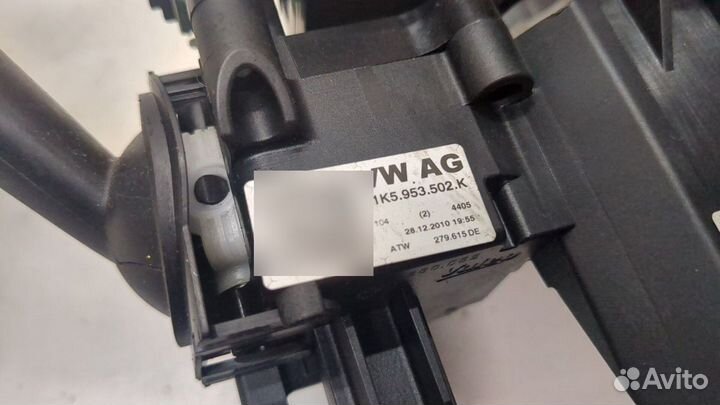 VW AG
1K5.953.502.K
104 (2) 4405
28.12.2010 19:55
ATW 279.615 DE
Avito